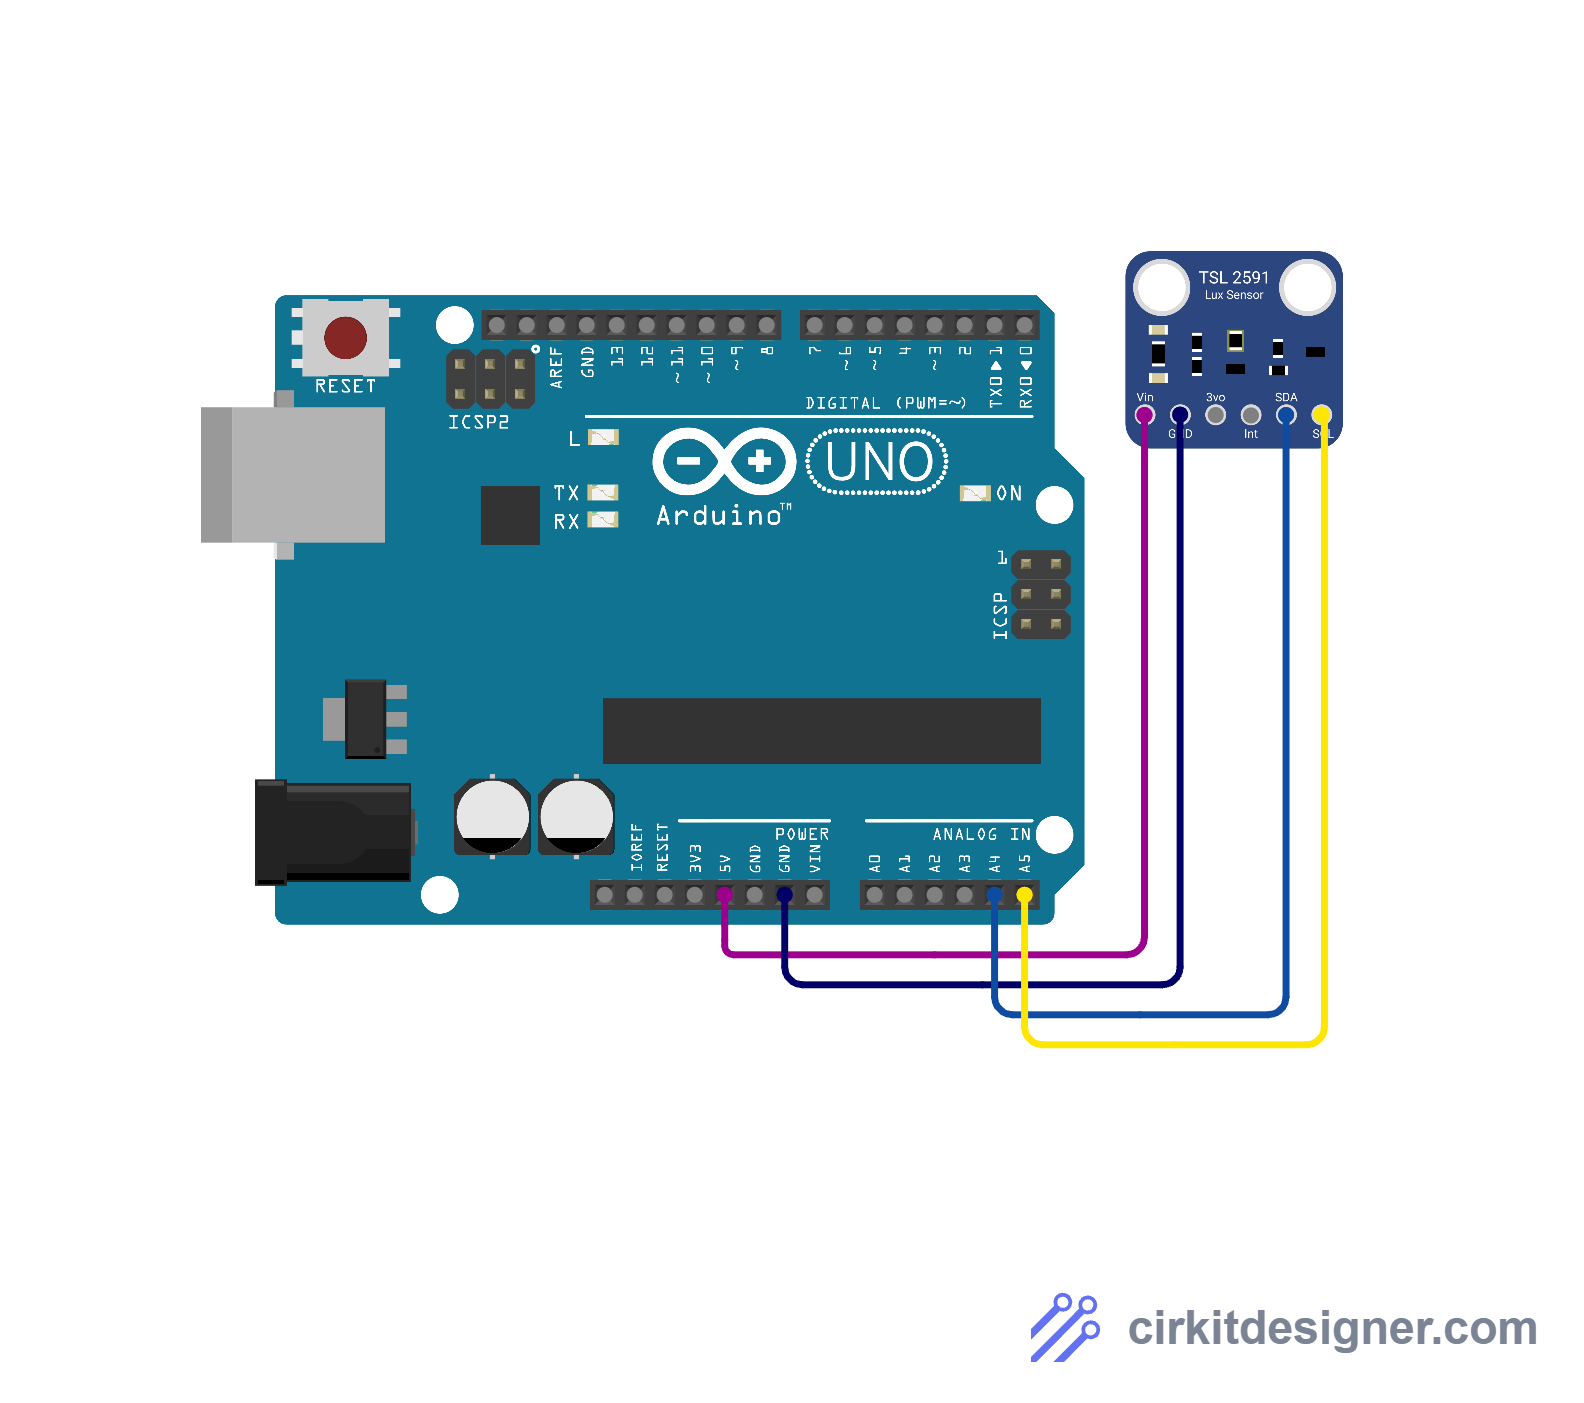 TSL 2591
Lux Sensor
Vin
3vo
SDA
GND
Int
SCL
RESET
ICSP2
AREF
GND
13
12
~11
~10
~9
8
7
~6
~5
4
~3
2
TX0▶1
RX0◀0
DIGITAL (PWM=~)
L
TX
RX
UNO
Arduino™
ON
1
ICSP
IOREF
RESET
3V3
5V
GND
GND
VIN
POWER
ANALOG IN
A0
A1
A2
A3
A4
A5
cirkitdesigner.com